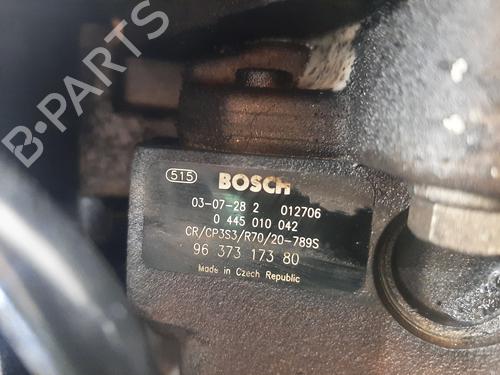 B-PARTS
515 BOSCH
03-07-28 2 012706
0 445 010 042
CR/CP3S3/R70/20-789S
96 373 173 80
Made in Czech Republic